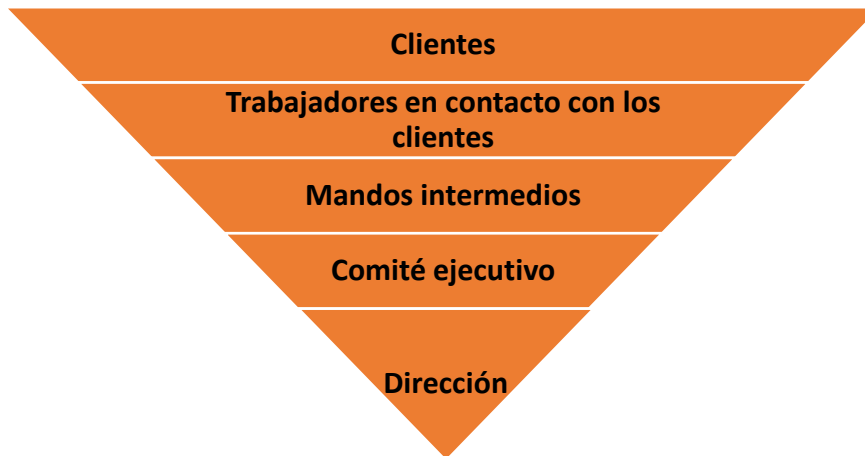 Clientes
Trabajadores en contacto con los
clientes
Mandos intermedios
Comité ejecutivo
Dirección